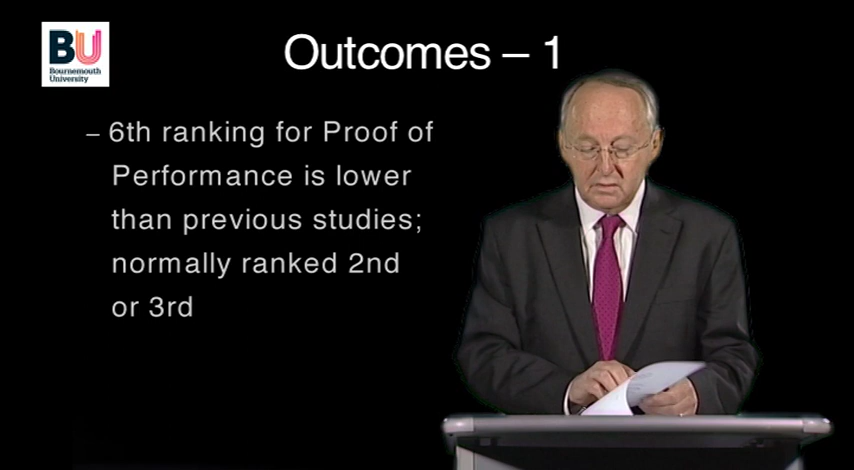 BU
Bournemouth
University
Outcomes – 1
– 6th ranking for Proof of
Performance is lower
than previous studies;
normally ranked 2nd
or 3rd